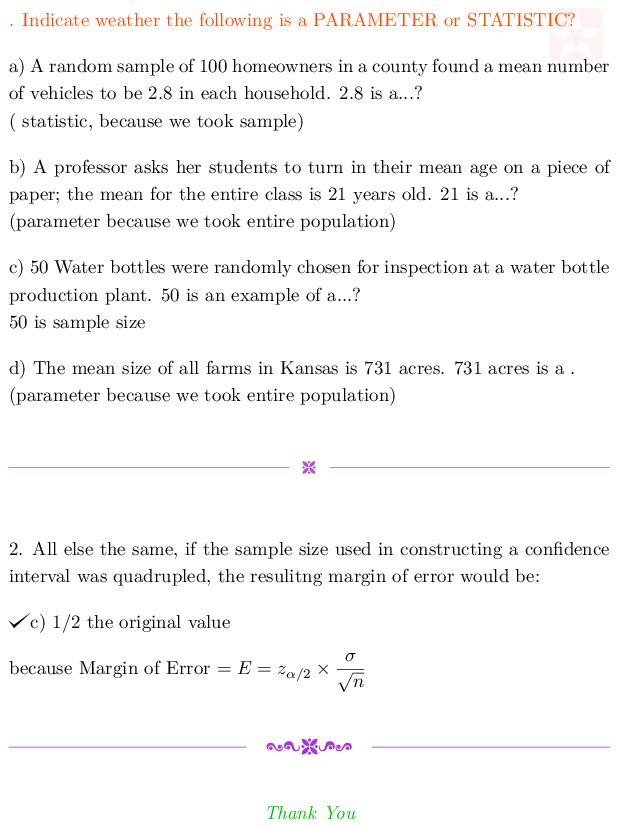 . Indicate weather the following is a PARAMETER or STATISTIC?
a) A random sample of 100 homeowners in a county found a mean number
of vehicles to be 2.8 in each household. 2.8 is a...?
( statistic, because we took sample)
b) A professor asks her students to turn in their mean age on a piece of
paper; the mean for the entire class is 21 years old. 21 is a...?
(parameter because we took entire population)
c) 50 Water bottles were randomly chosen for inspection at a water bottle
production plant. 50 is an example of a...?
50 is sample size
d) The mean size of all farms in Kansas is 731 acres. 731 acres is a .
(parameter because we took entire population)
2. All else the same, if the sample size used in constructing a confidence
interval was quadrupled, the resulitng margin of error would be:
✓c) 1/2 the original value
because Margin of Error = E = z_{α/2} × σ/√n
Thank You